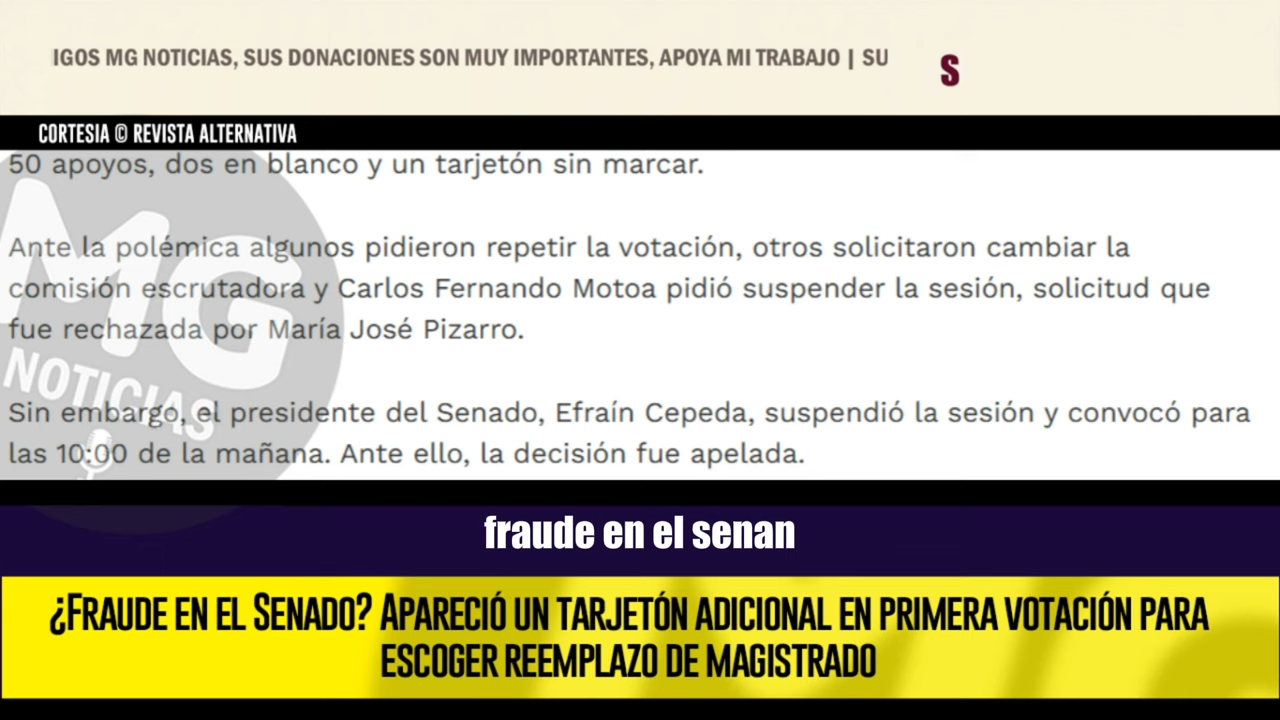 IGOS MG NOTICIAS, SUS DONACIONES SON MUY IMPORTANTES, APOYA MI TRABAJO | SU
S
CORTESIA © REVISTA ALTERNATIVA
50 apoyos, dos en blanco y un tarjetón sin marcar.
Ante la polémica algunos pidieron repetir la votación, otros solicitaron cambiar la
comisión escrutadora y Carlos Fernando Motoa pidió suspender la sesión, solicitud que
fue rechazada por María José Pizarro.
Sin embargo, el presidente del Senado, Efraín Cepeda, suspendió la sesión y convocó para
las 10:00 de la mañana. Ante ello, la decisión fue apelada.
MG
NOTICIAS
fraude en el senan
¿FRAUDE EN EL SENADO? APARECIÓ UN TARJETÓN ADICIONAL EN PRIMERA VOTACIÓN PARA
ESCOGER REEMPLAZO DE MAGISTRADO